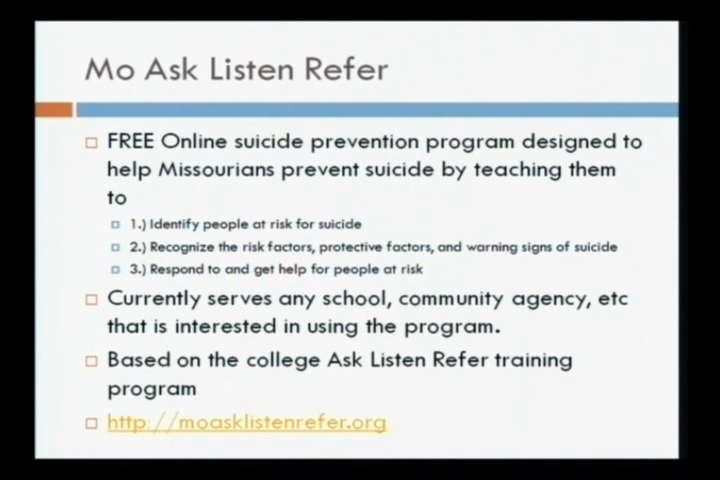 Mo Ask Listen Refer
FREE Online suicide prevention program designed to
help Missourians prevent suicide by teaching them
to
1.) Identify people at risk for suicide
2.) Recognize the risk factors, protective factors, and warning signs of suicide
3.) Respond to and get help for people at risk
Currently serves any school, community agency, etc
that is interested in using the program.
Based on the college Ask Listen Refer training
program
http://moasklistenrefer.org